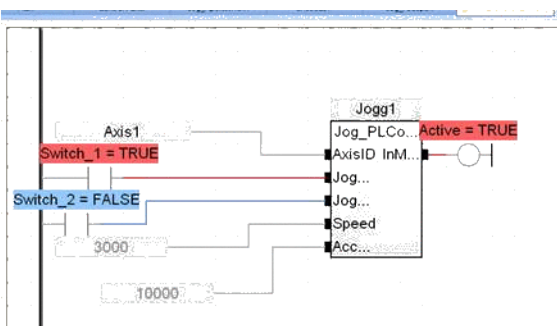 Jogg1
Axis1
Jog_PLCo...
Active = TRUE
Switch_1 = TRUE
AxisID InM...
Jog...
Switch_2 = FALSE
Jog...
Speed
3000
Acc...
10000